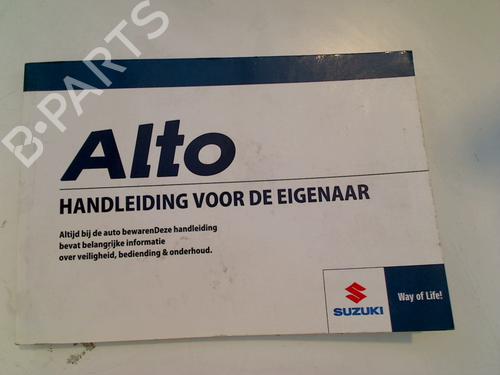 B-PARTS
Alto
HANDLEIDING VOOR DE EIGENAAR
Altijd bij de auto bewarenDeze handleiding
bevat belangrijke informatie
over veiligheid, bediening & onderhoud.
SUZUKI
Way of Life!